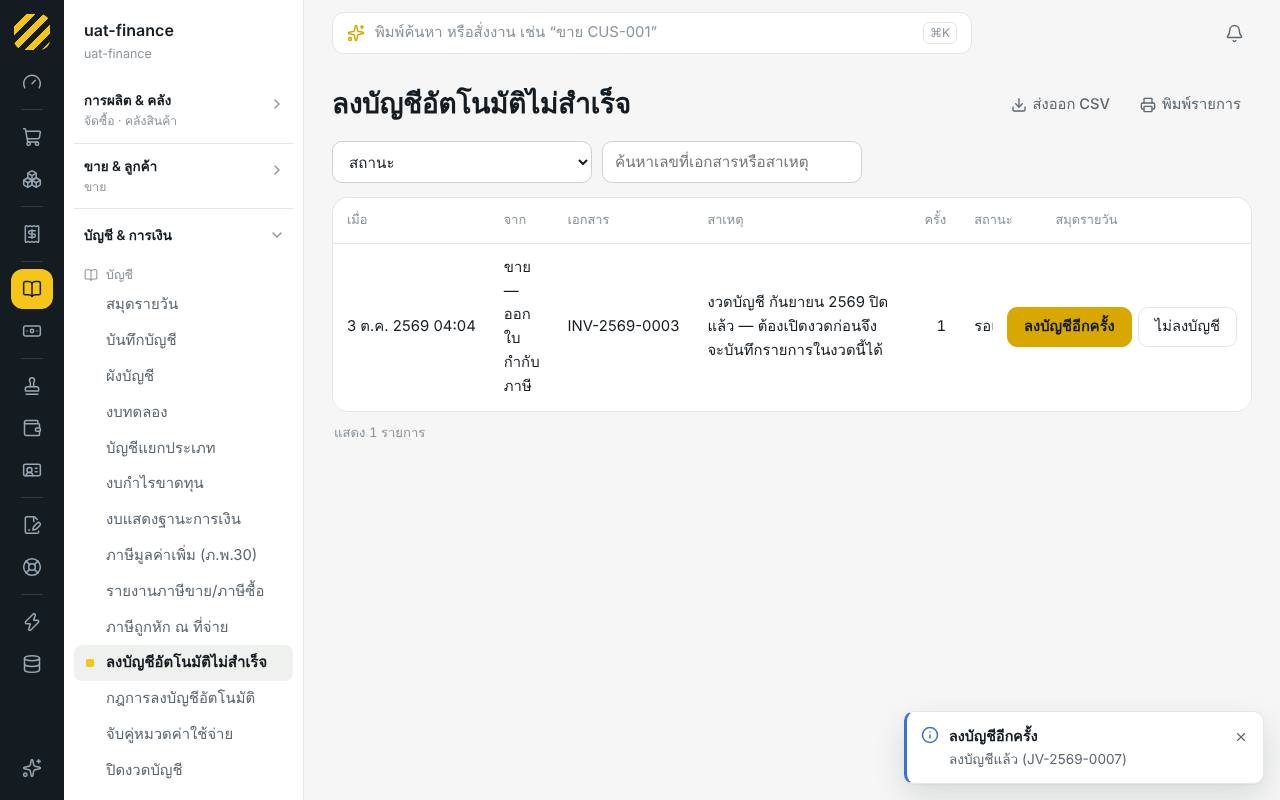 uat-finance
uat-finance
การผลิต & คลัง
จัดซื้อ · คลังสินค้า
ขาย & ลูกค้า
ขาย
บัญชี & การเงิน
บัญชี
สมุดรายวัน
บันทึกบัญชี
ผังบัญชี
งบทดลอง
บัญชีแยกประเภท
งบกำไรขาดทุน
งบแสดงฐานะการเงิน
ภาษีมูลค่าเพิ่ม (ภ.พ.30)
รายงานภาษีขาย/ภาษีซื้อ
ภาษีถูกหัก ณ ที่จ่าย
ลงบัญชีอัตโนมัติไม่สำเร็จ
กฎการลงบัญชีอัตโนมัติ
จับคู่หมวดค่าใช้จ่าย
ปิดงวดบัญชี
พิมพ์ค้นหา หรือสั่งงาน เช่น “ขาย CUS-001” ⌘K
ลงบัญชีอัตโนมัติไม่สำเร็จ
ส่งออก CSV พิมพ์รายการ
สถานะ ค้นหาเลขที่เอกสารหรือสาเหตุ
เมื่อ จาก เอกสาร สาเหตุ ครั้ง สถานะ สมุดรายวัน
3 ต.ค. 2569 04:04
ขาย
—
ออก
ใบ
กำกับ
ภาษี
INV-2569-0003
งวดบัญชี กันยายน 2569 ปิด
แล้ว — ต้องเปิดงวดก่อนจึง
จะบันทึกรายการในงวดนี้ได้
1
ลงบัญชีอีกครั้ง ไม่ลงบัญชี
แสดง 1 รายการ
ลงบัญชีอีกครั้ง
ลงบัญชีแล้ว (JV-2569-0007)